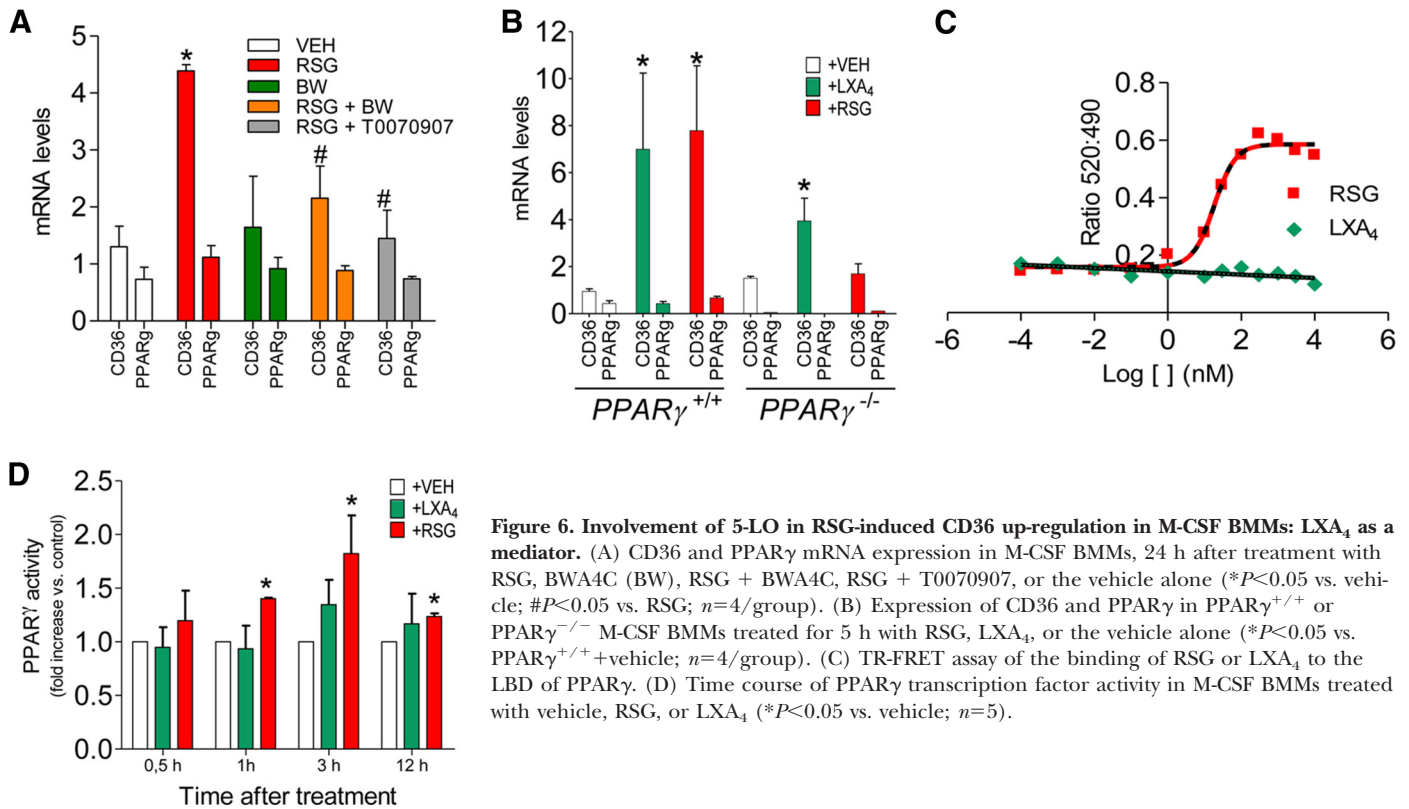 A
mRNA levels
5
4
3
2
1
0
*
#
#
VEH
RSG
BW
RSG + BW
RSG + T0070907
CD36
PPARg
CD36
PPARg
CD36
PPARg
CD36
PPARg
CD36
PPARg
B
mRNA levels
12
10
8
6
4
2
0
*
*
*
+VEH
+LXA₄
+RSG
CD36
PPARg
CD36
PPARg
CD36
PPARg
CD36
PPARg
CD36
PPARg
CD36
PPARg
PPARγ +/+
PPARγ -/-
C
Ratio 520:490
0.8
0.6
0.4
0.2
RSG
LXA₄
-6 -4 -2 0 2 4 6
Log [ ] (nM)
D
PPARγ activity
(fold increase vs. control)
2.5
2.0
1.5
1.0
0.5
0.0
*
*
*
+VEH
+LXA₄
+RSG
0,5 h 1h 3 h 12 h
Time after treatment
Figure 6. Involvement of 5-LO in RSG-induced CD36 up-regulation in M-CSF BMMs: LXA₄ as a
mediator. (A) CD36 and PPARγ mRNA expression in M-CSF BMMs, 24 h after treatment with
RSG, BWA4C (BW), RSG + BWA4C, RSG + T0070907, or the vehicle alone (*P<0.05 vs. vehi-
cle; #P<0.05 vs. RSG; n=4/group). (B) Expression of CD36 and PPARγ in PPARγ+/+ or
PPARγ−/− M-CSF BMMs treated for 5 h with RSG, LXA₄, or the vehicle alone (*P<0.05 vs.
PPARγ+/++vehicle; n=4/group). (C) TR-FRET assay of the binding of RSG or LXA₄ to the
LBD of PPARγ. (D) Time course of PPARγ transcription factor activity in M-CSF BMMs treated
with vehicle, RSG, or LXA₄ (*P<0.05 vs. vehicle; n=5).